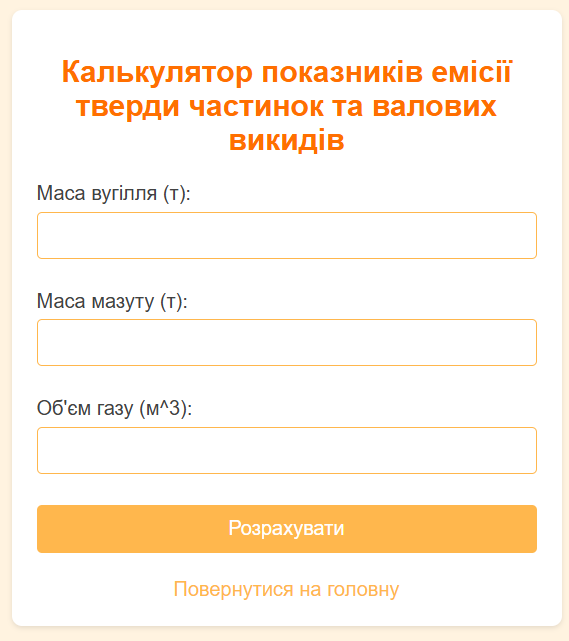 Калькулятор показників емісії
тверди частинок та валових
викидів
Маса вугілля (т):
Маса мазуту (т):
Об'єм газу (м^3):
Розрахувати
Повернутися на головну